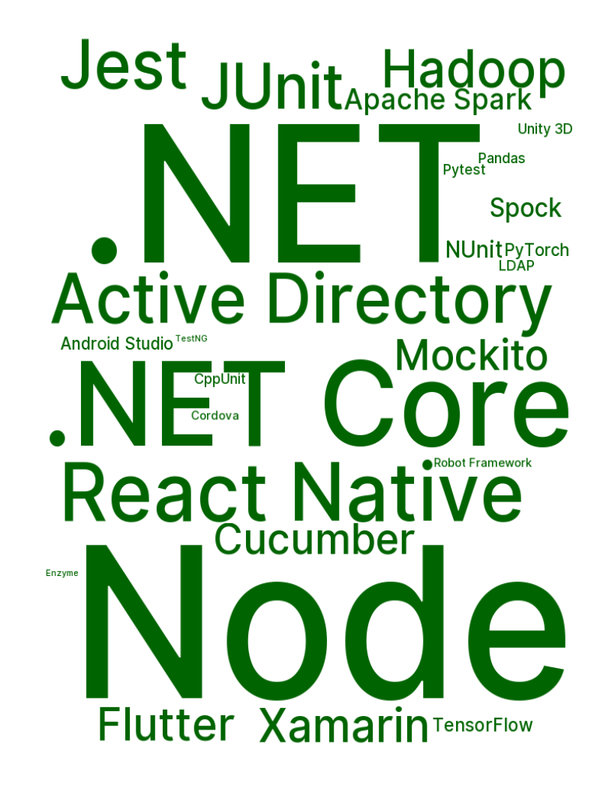 Jest
JUnit
Hadoop
Apache Spark
Unity 3D
.NET
Pandas
Pytest
Spock
NUnit
PyTorch
LDAP
Active Directory
Android Studio
TestNG
Mockito
.NET Core
CppUnit
Cordova
Robot Framework
React Native
Cucumber
Enzyme
Node
Flutter
Xamarin
TensorFlow